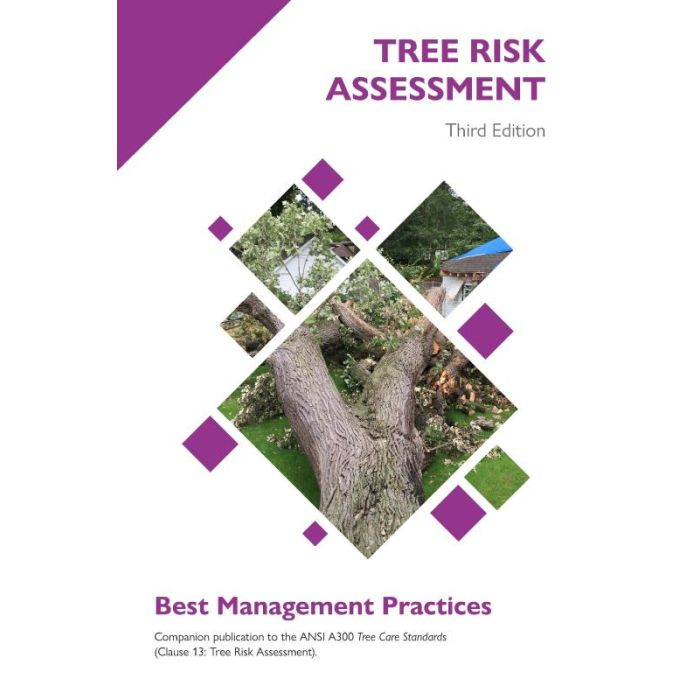 TREE RISK
ASSESSMENT
Third Edition
Best Management Practices
Companion publication to the ANSI A300 Tree Care Standards
(Clause 13: Tree Risk Assessment).